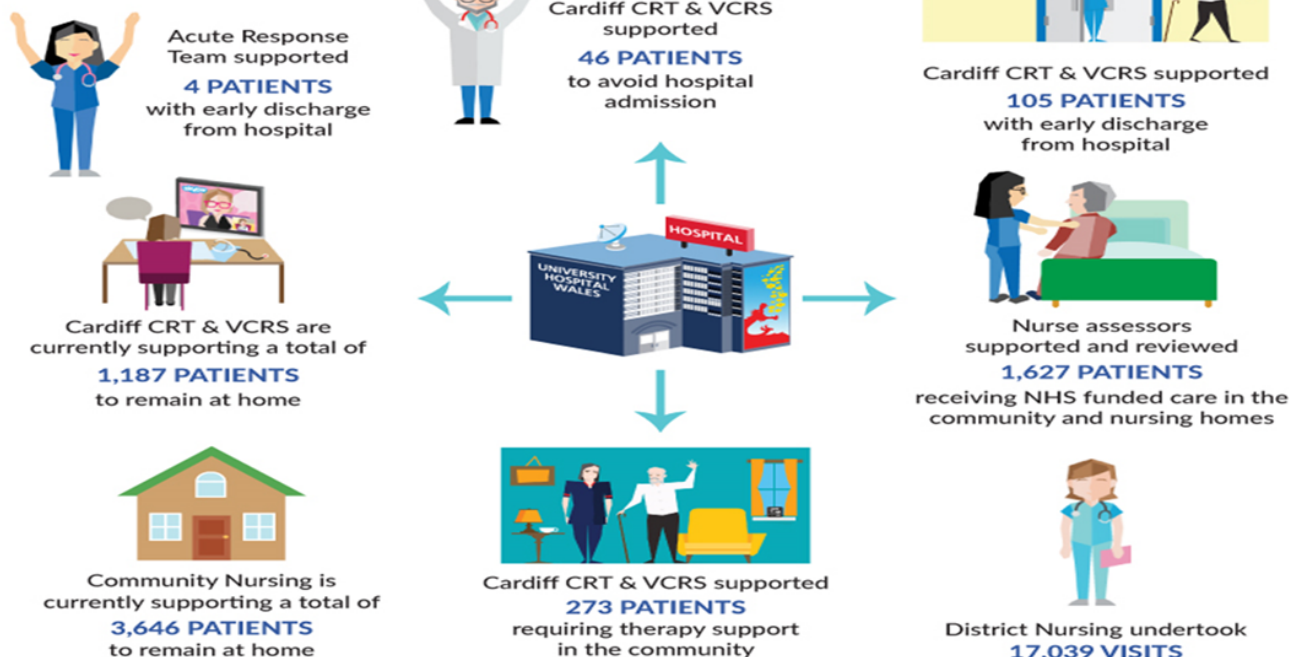 Acute Response
Team supported
4 PATIENTS
with early discharge
from hospital
Cardiff CRT & VCRS
supported
46 PATIENTS
to avoid hospital
admission
Cardiff CRT & VCRS supported
105 PATIENTS
with early discharge
from hospital
skype
Cardiff CRT & VCRS are
currently supporting a total of
1,187 PATIENTS
to remain at home
HOSPITAL
UNIVERSITY
HOSPITAL
WALES
Nurse assessors
supported and reviewed
1,627 PATIENTS
receiving NHS funded care in the
community and nursing homes
Community Nursing is
currently supporting a total of
3,646 PATIENTS
to remain at home
Cardiff CRT & VCRS supported
273 PATIENTS
requiring therapy support
in the community
District Nursing undertook
17,039 VISITS